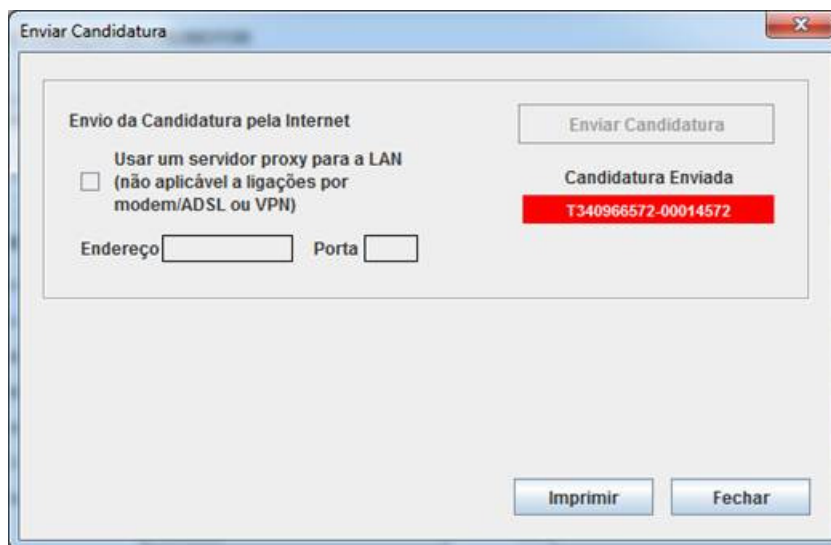 Enviar Candidatura
Envio da Candidatura pela Internet
Enviar Candidatura
Usar um servidor proxy para a LAN
(não aplicável a ligações por
modem/ADSL ou VPN)
Candidatura Enviada
T340966572-00014572
Endereço
Porta
Imprimir
Fechar